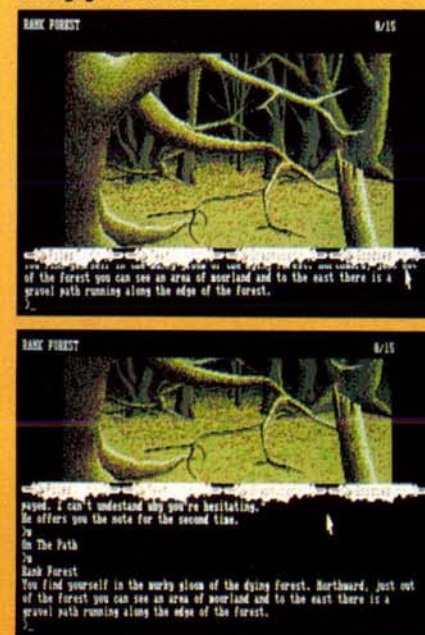 RANK FOREST 0/15
of the forest you can see an area of moorland and to the east there is a
gravel path running along the edge of the forest.
>_
RANK FOREST 0/15
payed. I can't undestand why you're hesitating.
He offers you the note for the second time.
>w
On The Path
>w
Rank Forest
You find yourself in the murky gloom of the dying forest. Northward, just out
of the forest you can see an area of moorland and to the east there is a
gravel path running along the edge of the forest.
>_